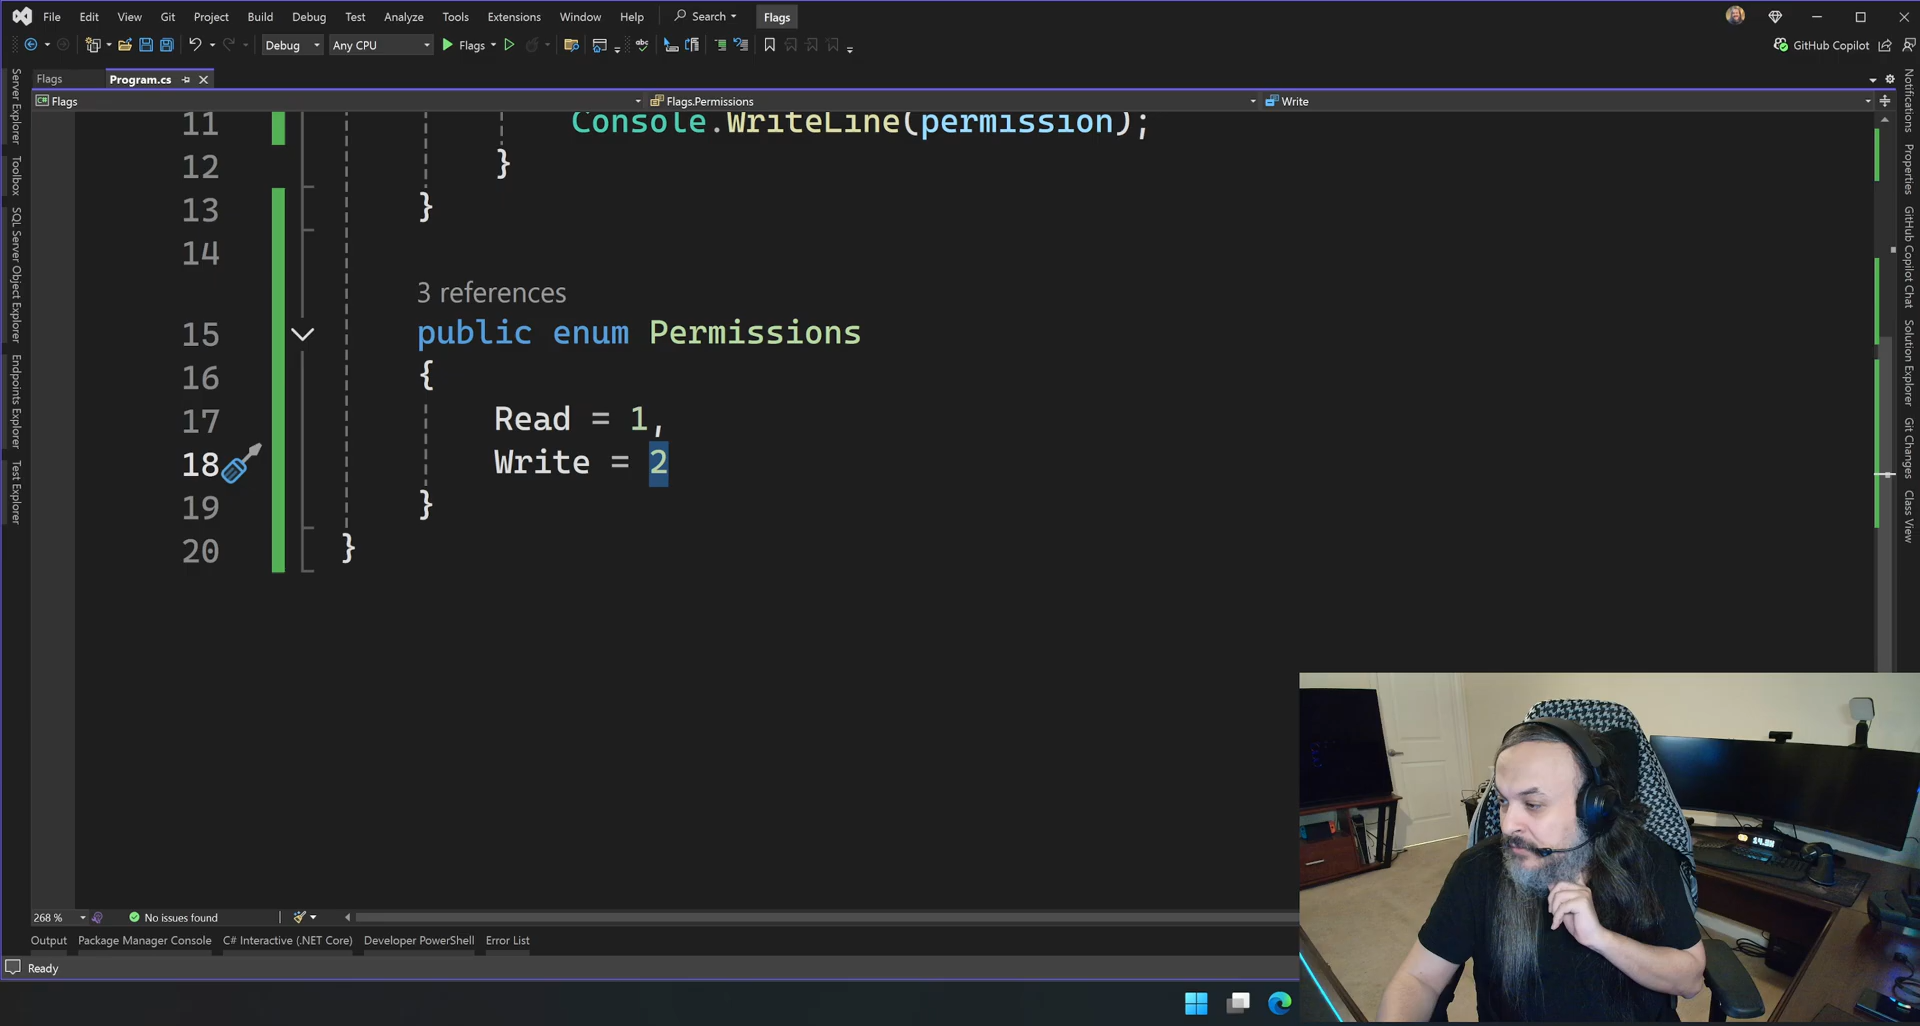 File Edit View Git Project Build Debug Test Analyze Tools Extensions Window Help Search Flags
Debug Any CPU Flags GitHub Copilot
Flags Program.cs
Flags Flags.Permissions Write
11 Console.WriteLine(permission);
12 }
13 }
14
3 references
15 public enum Permissions
16 {
17 Read = 1,
18 Write = 2
19 }
20 }
Server Explorer
Toolbox
SQL Server Object Explorer
Endpoints Explorer
Test Explorer
Notifications
Properties
GitHub Copilot Chat
Solution Explorer
Git Changes
Class View
268 % No issues found
Output Package Manager Console C# Interactive (.NET Core) Developer PowerShell Error List
Ready